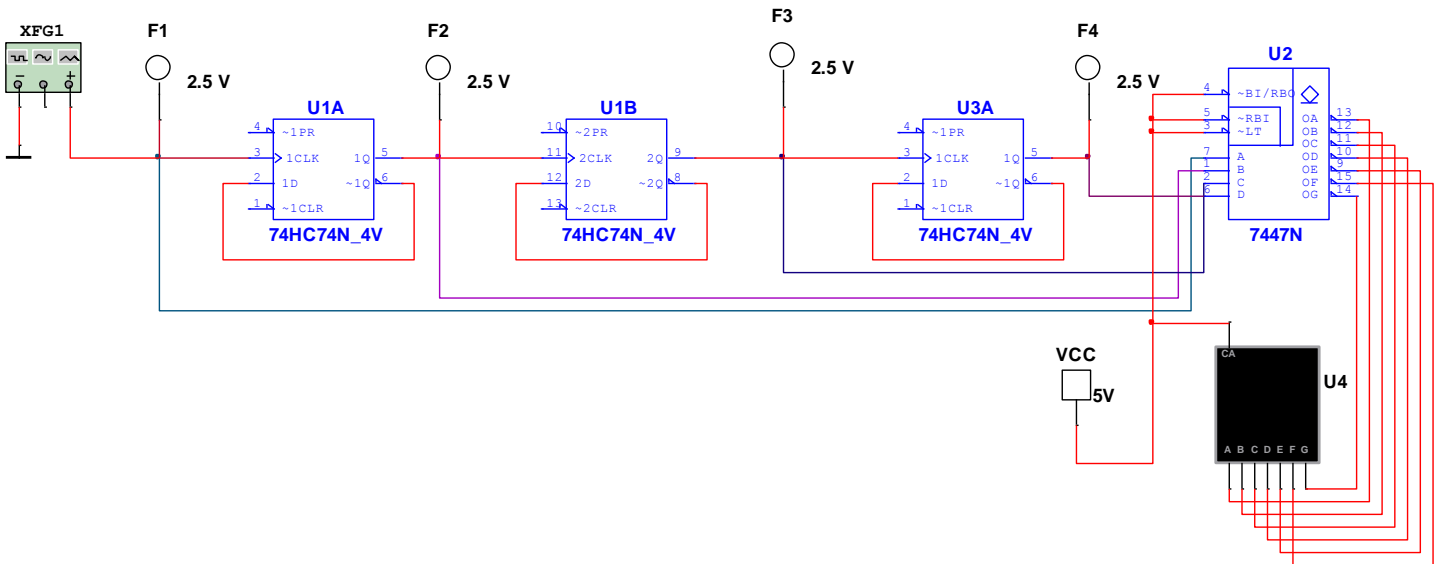 XFG1
F1
2.5 V
F2
2.5 V
F3
2.5 V
F4
2.5 V
U1A
4 ~1PR
3 1CLK 1Q 5
2 1D ~1Q 6
1 ~1CLR
74HC74N_4V
U1B
10 ~2PR
11 2CLK 2Q 9
12 2D ~2Q 8
13 ~2CLR
74HC74N_4V
U3A
4 ~1PR
3 1CLK 1Q 5
2 1D ~1Q 6
1 ~1CLR
74HC74N_4V
U2
4 ~BI/RBO
5 ~RBI OA 13
3 ~LT OB 12
OC 11
7 A OD 10
1 B OE 9
2 C OF 15
6 D OG 14
7447N
VCC
5V
CA
U4
A B C D E F G